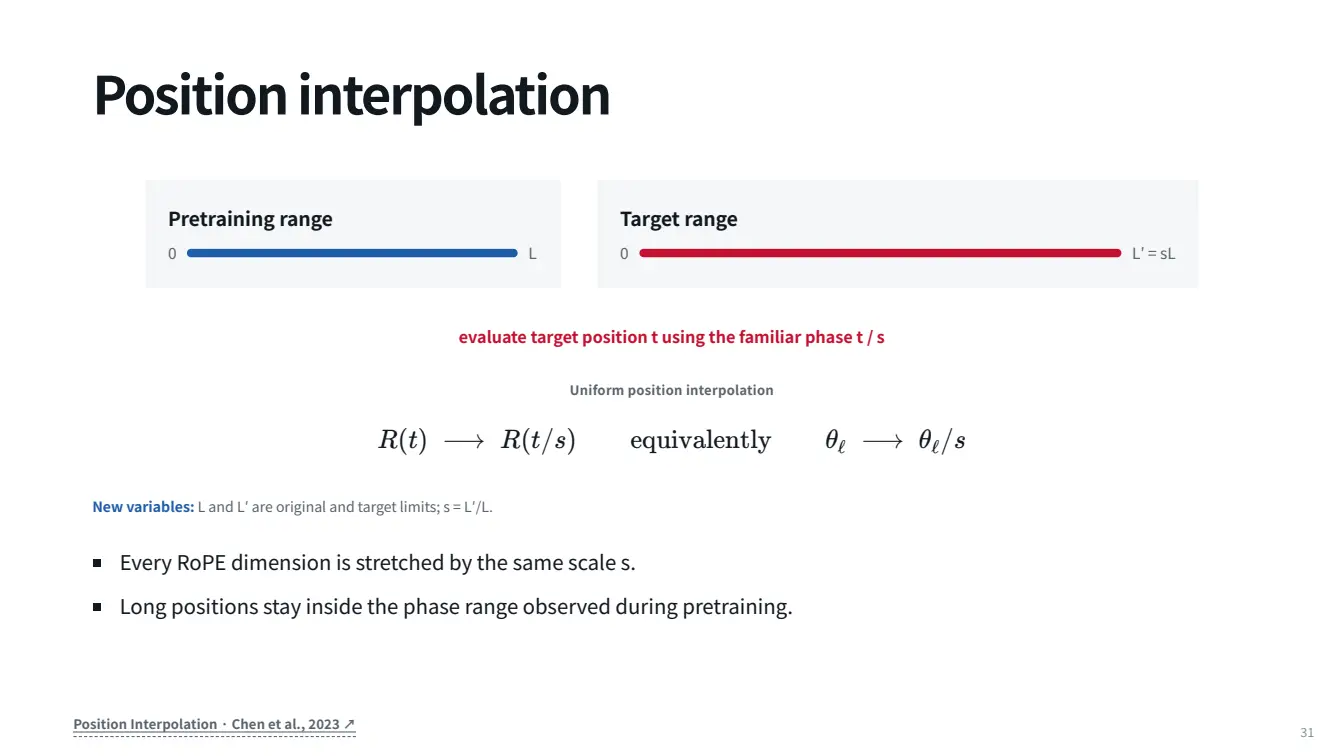 Position interpolation
Pretraining range
0 L
Target range
0 L′ = sL
evaluate target position t using the familiar phase t / s
Uniform position interpolation
R(t) ⟶ R(t/s) equivalently θ_ℓ ⟶ θ_ℓ/s
New variables: L and L′ are original and target limits; s = L′/L.
▪ Every RoPE dimension is stretched by the same scale s.
▪ Long positions stay inside the phase range observed during pretraining.
Position Interpolation · Chen et al., 2023 ↗
31